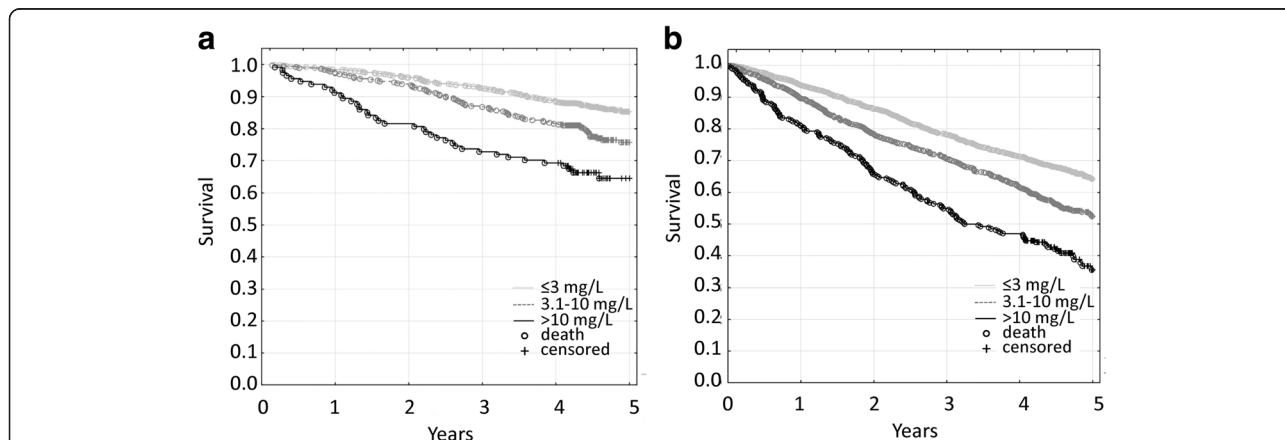 a
1.0
0.9
0.8
0.7
0.6
0.5
0.4
0.3
0.2
0.1
0.0
Survival
≤3 mg/L
3.1-10 mg/L
>10 mg/L
death
censored
0 1 2 3 4 5
Years
b
1.0
0.9
0.8
0.7
0.6
0.5
0.4
0.3
0.2
0.1
0.0
Survival
≤3 mg/L
3.1-10 mg/L
>10 mg/L
death
censored
0 1 2 3 4 5
Years